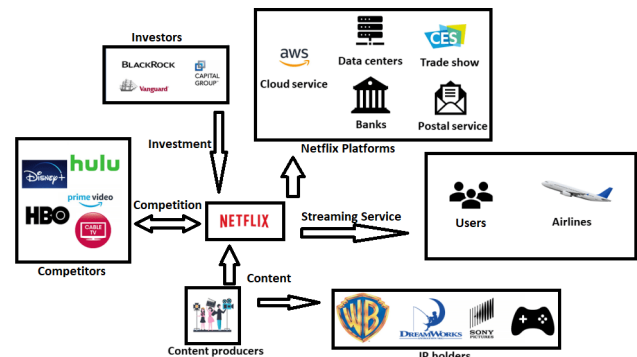 Investors
BLACKROCK
CAPITAL
GROUP
Vanguard
Investment
aws
Cloud service
Data centers
CES
Trade show
Banks
Postal service
Netflix Platforms
Disney+
hulu
prime video
HBO
CABLE
TV
Competitors
Competition
NETFLIX
Streaming Service
Users
Airlines
Content
Content producers
WB
DREAMWORKS
SONY
PICTURES
IP holders